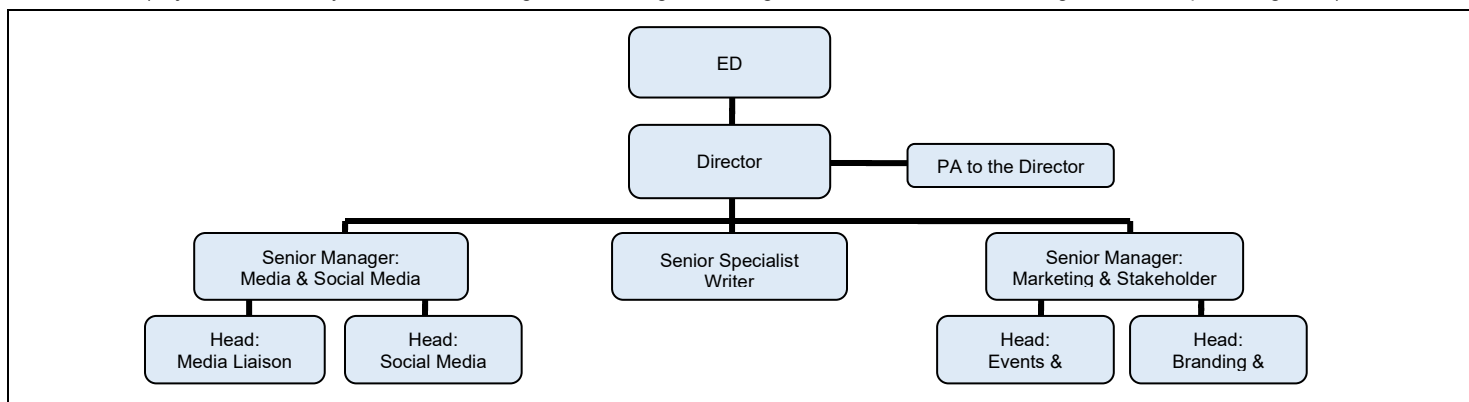 ED
Director
PA to the Director
Senior Manager:
Media & Social Media
Senior Specialist
Writer
Senior Manager:
Marketing & Stakeholder
Head:
Media Liaison
Head:
Social Media
Head:
Events &
Head:
Branding &